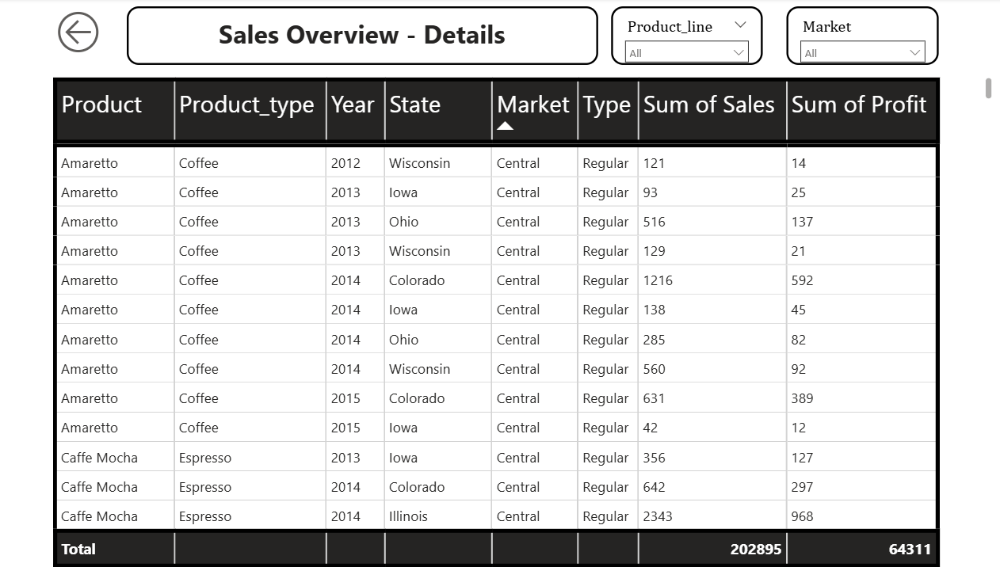 Sales Overview - Details
Product_line
All
Market
All
Product Product_type Year State Market Type Sum of Sales Sum of Profit
Amaretto Coffee 2012 Wisconsin Central Regular 121 14
Amaretto Coffee 2013 Iowa Central Regular 93 25
Amaretto Coffee 2013 Ohio Central Regular 516 137
Amaretto Coffee 2013 Wisconsin Central Regular 129 21
Amaretto Coffee 2014 Colorado Central Regular 1216 592
Amaretto Coffee 2014 Iowa Central Regular 138 45
Amaretto Coffee 2014 Ohio Central Regular 285 82
Amaretto Coffee 2014 Wisconsin Central Regular 560 92
Amaretto Coffee 2015 Colorado Central Regular 631 389
Amaretto Coffee 2015 Iowa Central Regular 42 12
Caffe Mocha Espresso 2013 Iowa Central Regular 356 127
Caffe Mocha Espresso 2014 Colorado Central Regular 642 297
Caffe Mocha Espresso 2014 Illinois Central Regular 2343 968
Total 202895 64311